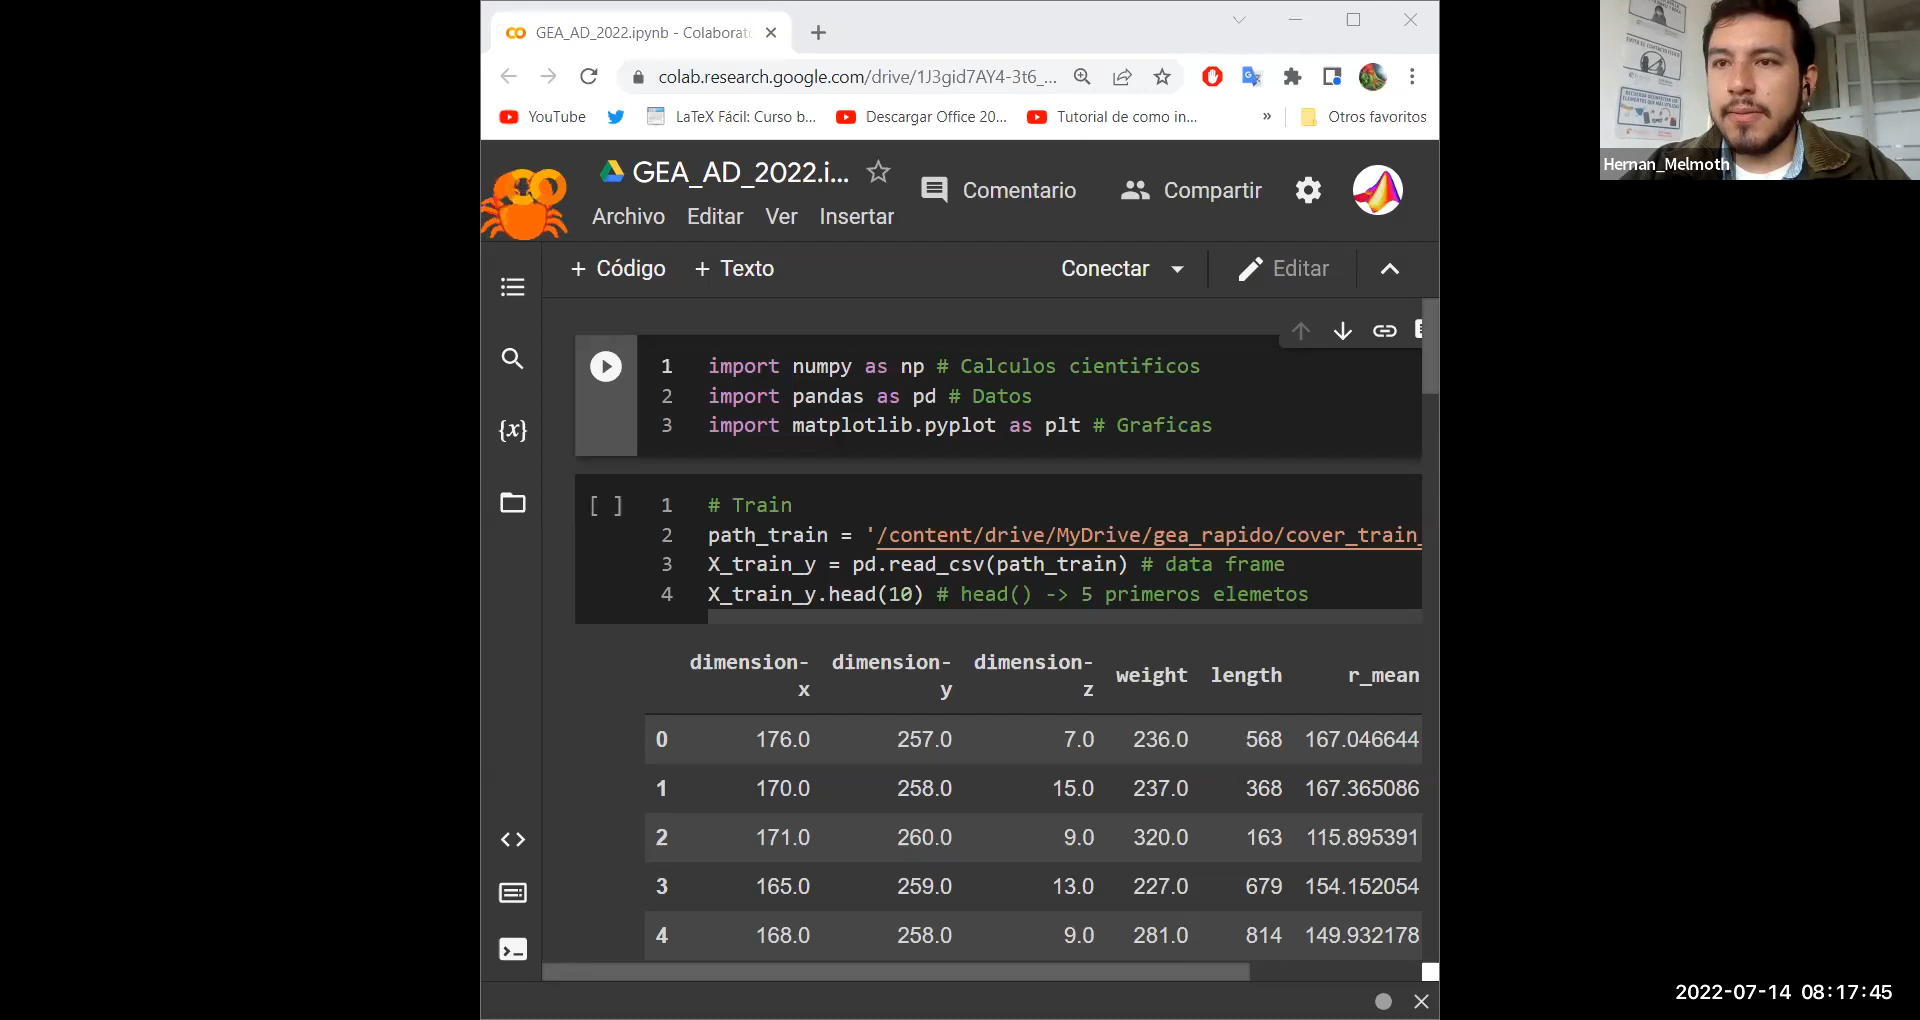 GEA_AD_2022.ipynb - Colaborato
colab.research.google.com/drive/1J3gid7AY4-3t6_...
YouTube
LaTeX Fácil: Curso b...
Descargar Office 20...
Tutorial de como in...
»
Otros favoritos
GEA_AD_2022.i...
Comentario
Compartir
Archivo
Editar
Ver
Insertar
+ Código
+ Texto
Conectar
Editar
{x}
1 import numpy as np # Calculos cientificos
2 import pandas as pd # Datos
3 import matplotlib.pyplot as plt # Graficas
[ ]
1 # Train
2 path_train = '/content/drive/MyDrive/gea_rapido/cover_train_
3 X_train_y = pd.read_csv(path_train) # data frame
4 X_train_y.head(10) # head() -> 5 primeros elemetos
dimension-x dimension-y dimension-z weight length r_mean
0 176.0 257.0 7.0 236.0 568 167.046644
1 170.0 258.0 15.0 237.0 368 167.365086
2 171.0 260.0 9.0 320.0 163 115.895391
3 165.0 259.0 13.0 227.0 679 154.152054
4 168.0 258.0 9.0 281.0 814 149.932178
Hernan_Melmoth
2022-07-14 08:17:45